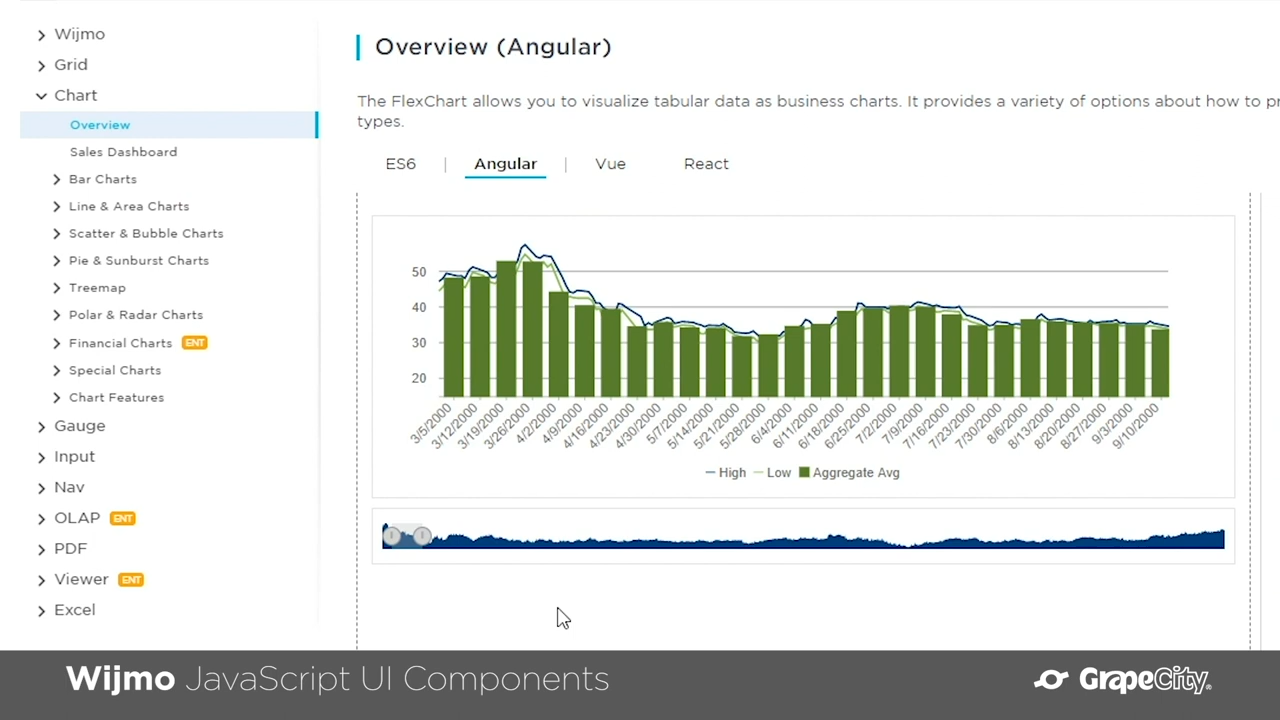 Wijmo
Grid
Chart
Overview
Sales Dashboard
Bar Charts
Line & Area Charts
Scatter & Bubble Charts
Pie & Sunburst Charts
Treemap
Polar & Radar Charts
Financial Charts ENT
Special Charts
Chart Features
Gauge
Input
Nav
OLAP ENT
PDF
Viewer ENT
Excel
Overview (Angular)
The FlexChart allows you to visualize tabular data as business charts. It provides a variety of options about how to pr
types.
ES6 | Angular | Vue React
50
40
30
20
3/5/2000
3/12/2000
3/19/2000
3/26/2000
4/2/2000
4/9/2000
4/16/2000
4/23/2000
4/30/2000
5/7/2000
5/14/2000
5/21/2000
5/28/2000
6/4/2000
6/11/2000
6/18/2000
6/25/2000
7/2/2000
7/9/2000
7/16/2000
7/23/2000
7/30/2000
8/6/2000
8/13/2000
8/20/2000
8/27/2000
9/3/2000
9/10/2000
High Low Aggregate Avg
Wijmo JavaScript UI Components
GrapeCity®